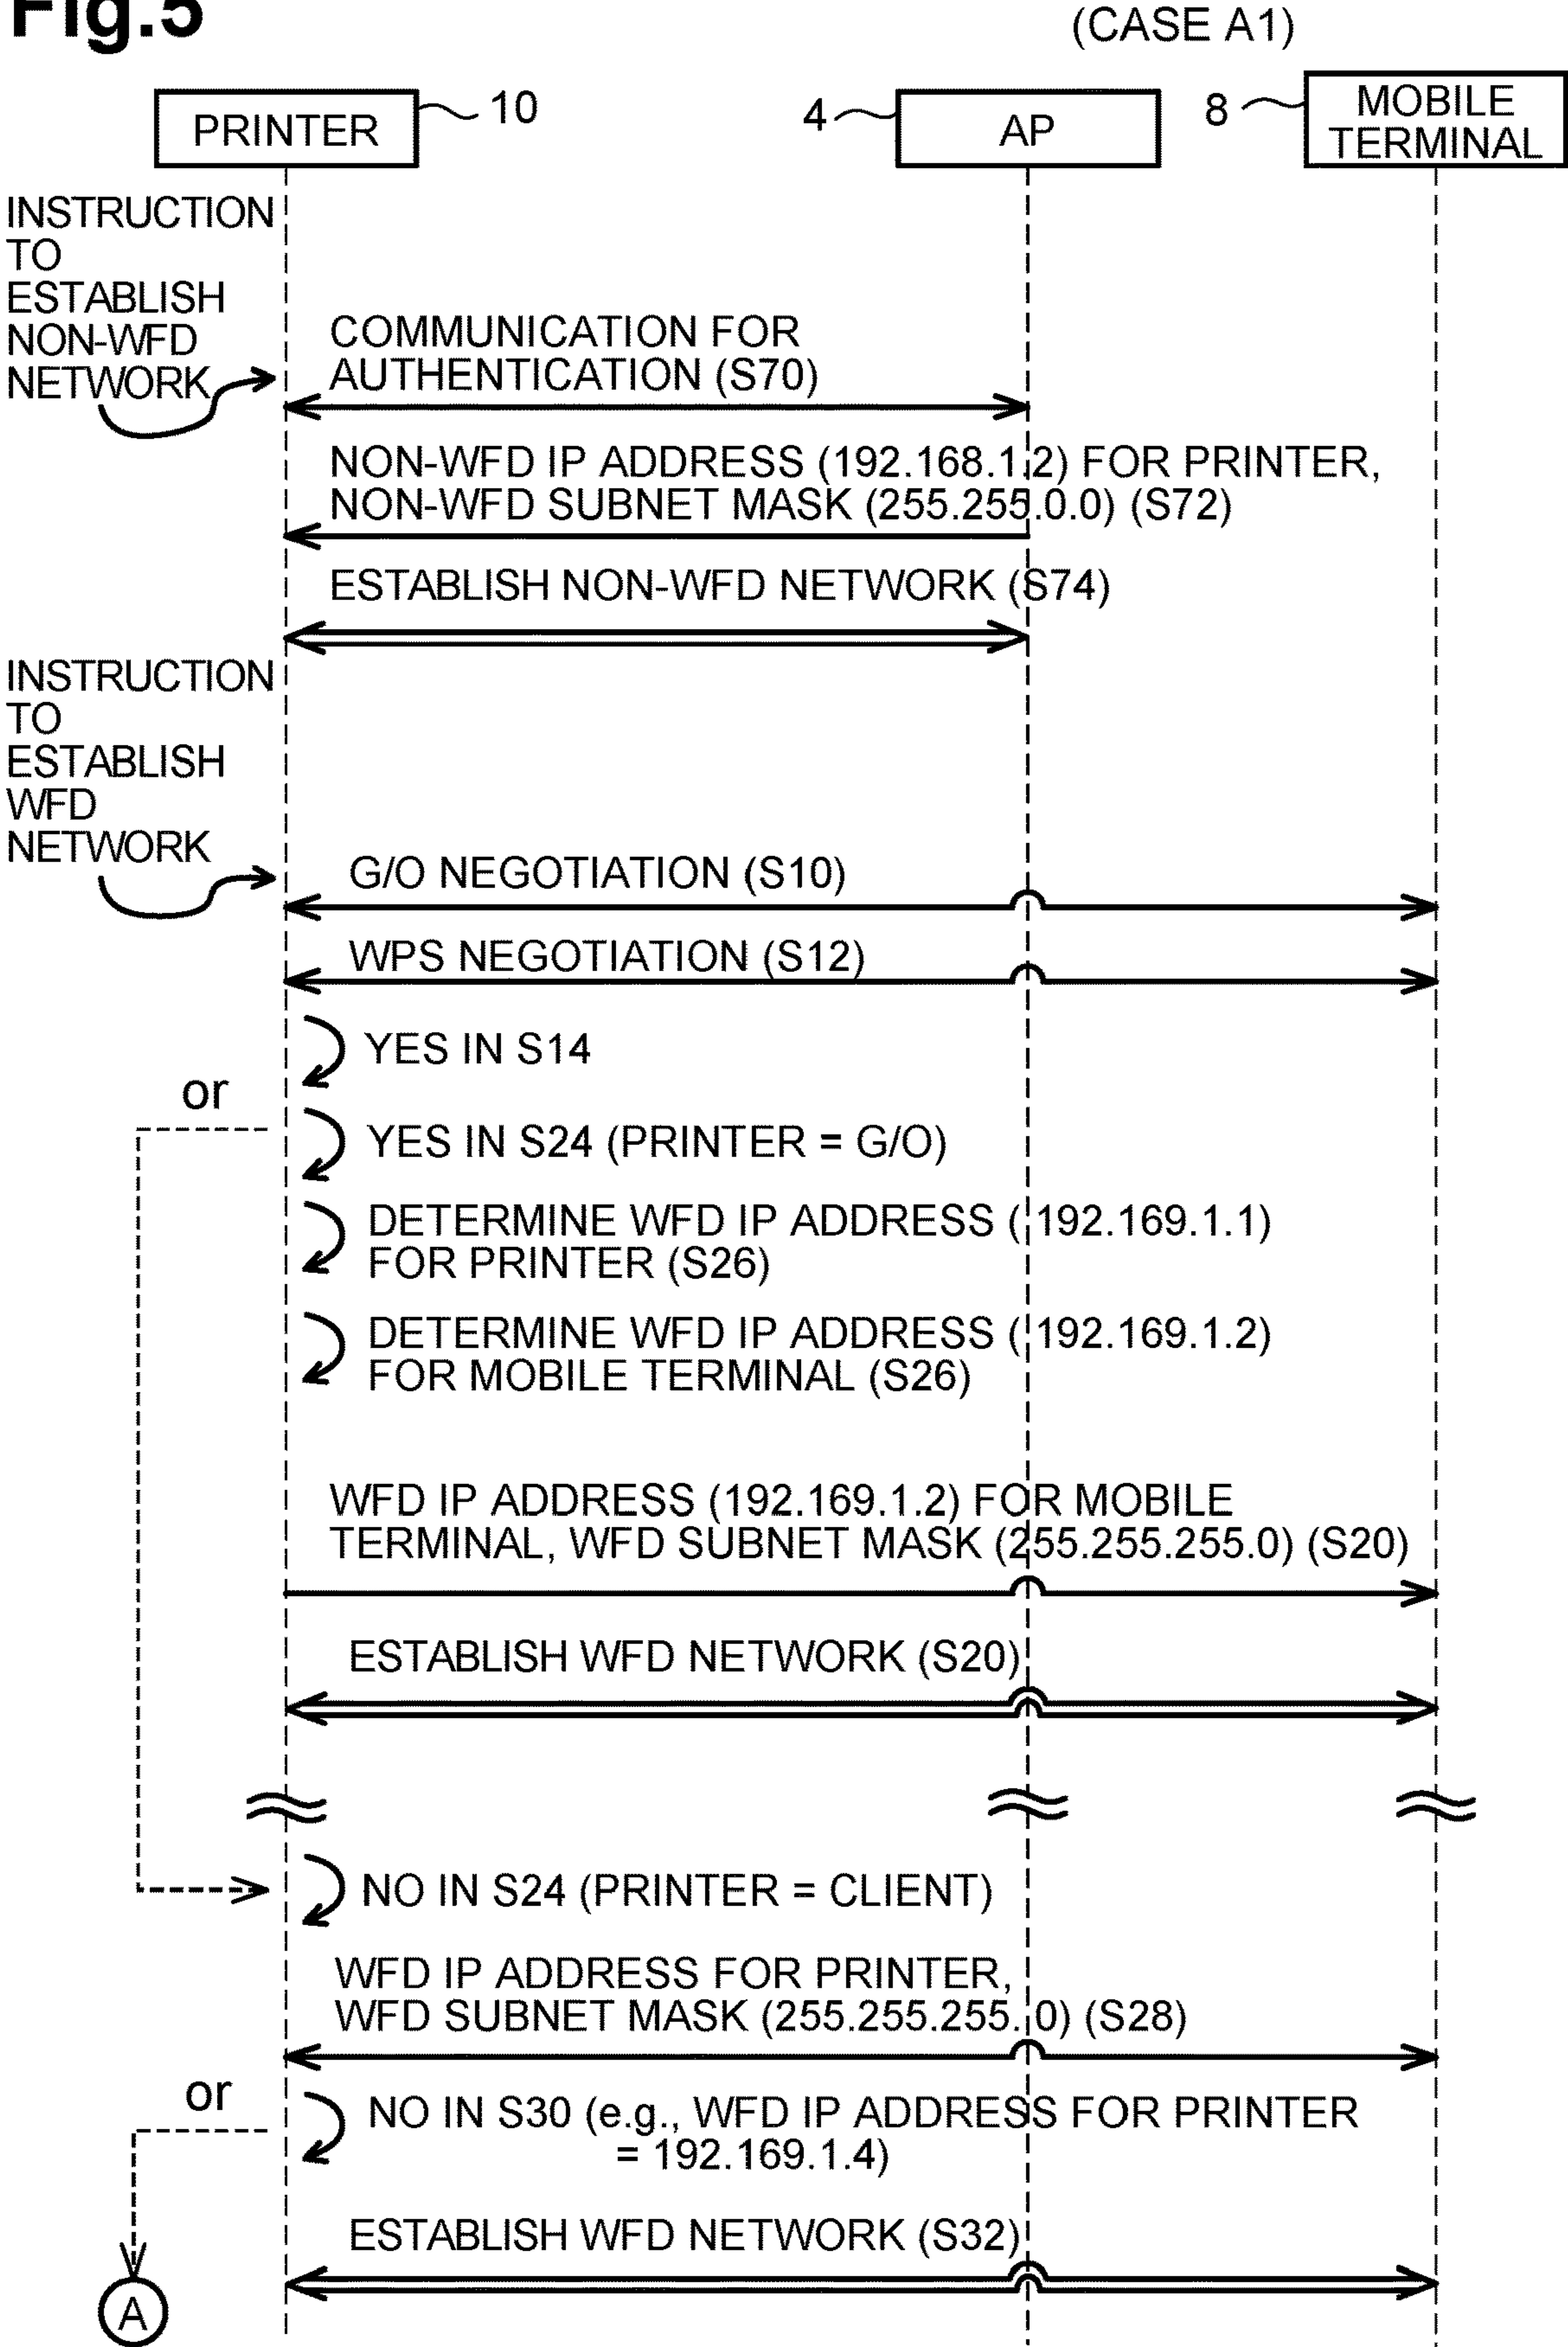 Fig.5
(CASE A1)
PRINTER
10
4
AP
8
MOBILE
TERMINAL
INSTRUCTION
TO
ESTABLISH
NON-WFD
NETWORK
COMMUNICATION FOR
AUTHENTICATION (S70)
NON-WFD IP ADDRESS (192.168.1.2) FOR PRINTER,
NON-WFD SUBNET MASK (255.255.0.0) (S72)
ESTABLISH NON-WFD NETWORK (S74)
INSTRUCTION
TO
ESTABLISH
WFD
NETWORK
G/O NEGOTIATION (S10)
WPS NEGOTIATION (S12)
YES IN S14
or
YES IN S24 (PRINTER = G/O)
DETERMINE WFD IP ADDRESS ( 192.169.1.1)
FOR PRINTER (S26)
DETERMINE WFD IP ADDRESS ( 192.169.1.2)
FOR MOBILE TERMINAL (S26)
WFD IP ADDRESS (192.169.1.2) FOR MOBILE
TERMINAL, WFD SUBNET MASK (255.255.255.0) (S20)
ESTABLISH WFD NETWORK (S20)
NO IN S24 (PRINTER = CLIENT)
WFD IP ADDRESS FOR PRINTER,
WFD SUBNET MASK (255.255.255. 0) (S28)
or
NO IN S30 (e.g., WFD IP ADDRESS FOR PRINTER
= 192.169.1.4)
ESTABLISH WFD NETWORK (S32)
A